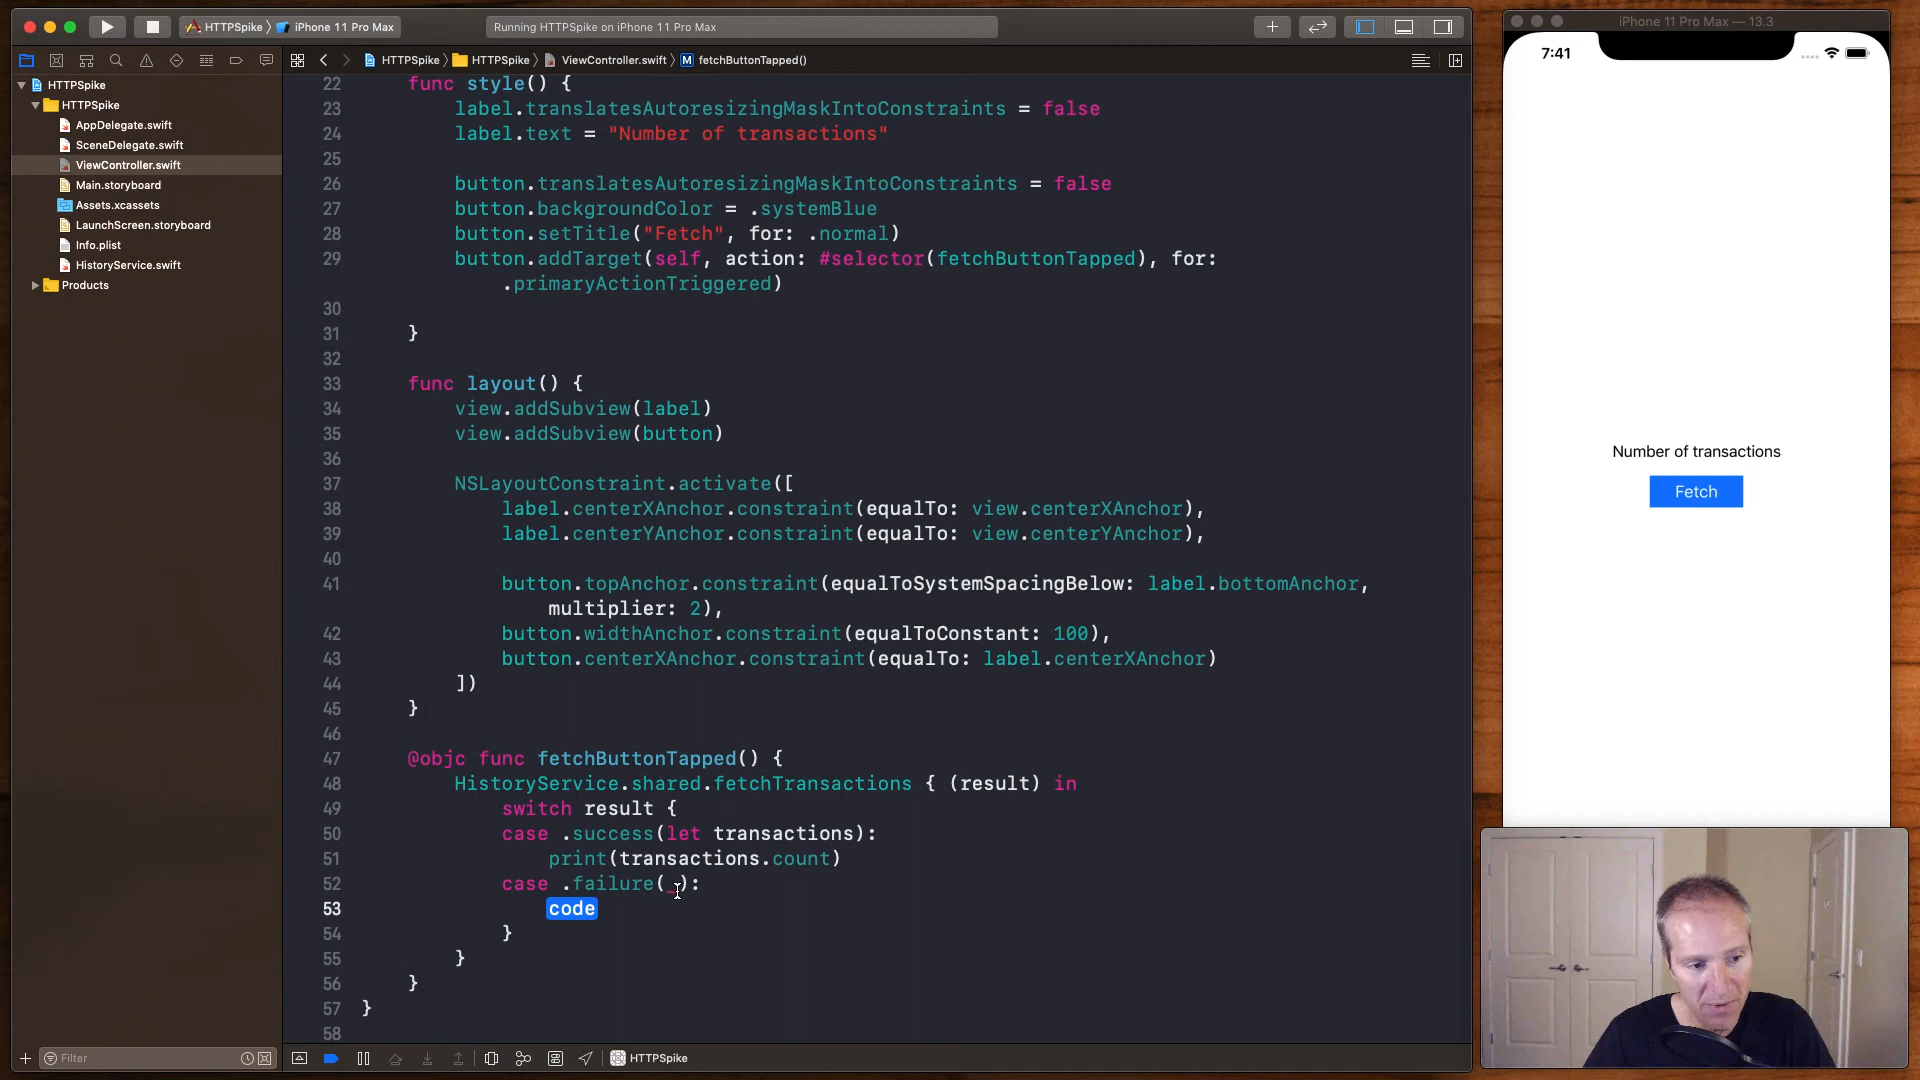 HTTPSpike
iPhone 11 Pro Max
Running HTTPSpike on iPhone 11 Pro Max
iPhone 11 Pro Max — 13.3
7:41
HTTPSpike
HTTPSpike
ViewController.swift
M
fetchButtonTapped()
HTTPSpike
HTTPSpike
AppDelegate.swift
SceneDelegate.swift
ViewController.swift
Main.storyboard
Assets.xcassets
LaunchScreen.storyboard
Info.plist
HistoryService.swift
Products
22 func style() {
23 label.translatesAutoresizingMaskIntoConstraints = false
24 label.text = "Number of transactions"
25
26 button.translatesAutoresizingMaskIntoConstraints = false
27 button.backgroundColor = .systemBlue
28 button.setTitle("Fetch", for: .normal)
29 button.addTarget(self, action: #selector(fetchButtonTapped), for:
.primaryActionTriggered)
30
31 }
32
33 func layout() {
34 view.addSubview(label)
35 view.addSubview(button)
36
37 NSLayoutConstraint.activate([
38 label.centerXAnchor.constraint(equalTo: view.centerXAnchor),
39 label.centerYAnchor.constraint(equalTo: view.centerYAnchor),
40
41 button.topAnchor.constraint(equalToSystemSpacingBelow: label.bottomAnchor,
multiplier: 2),
42 button.widthAnchor.constraint(equalToConstant: 100),
43 button.centerXAnchor.constraint(equalTo: label.centerXAnchor)
44 ])
45 }
46
47 @objc func fetchButtonTapped() {
48 HistoryService.shared.fetchTransactions { (result) in
49 switch result {
50 case .success(let transactions):
51 print(transactions.count)
52 case .failure(_):
53 code
54 }
55 }
56 }
57 }
58
Number of transactions
Fetch
Filter
HTTPSpike